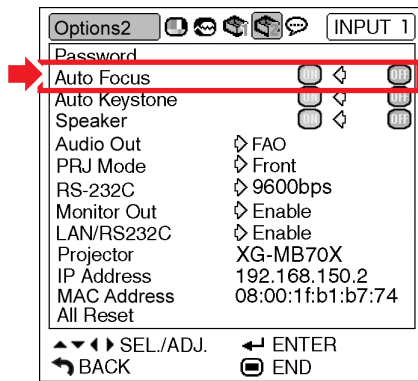 Options2 INPUT 1
Password
Auto Focus ON OFF
Auto Keystone ON OFF
Speaker ON OFF
Audio Out FAO
PRJ Mode Front
RS-232C 9600bps
Monitor Out Enable
LAN/RS232C Enable
Projector XG-MB70X
IP Address 192.168.150.2
MAC Address 08:00:1f:b1:b7:74
All Reset
SEL./ADJ. ENTER
BACK END